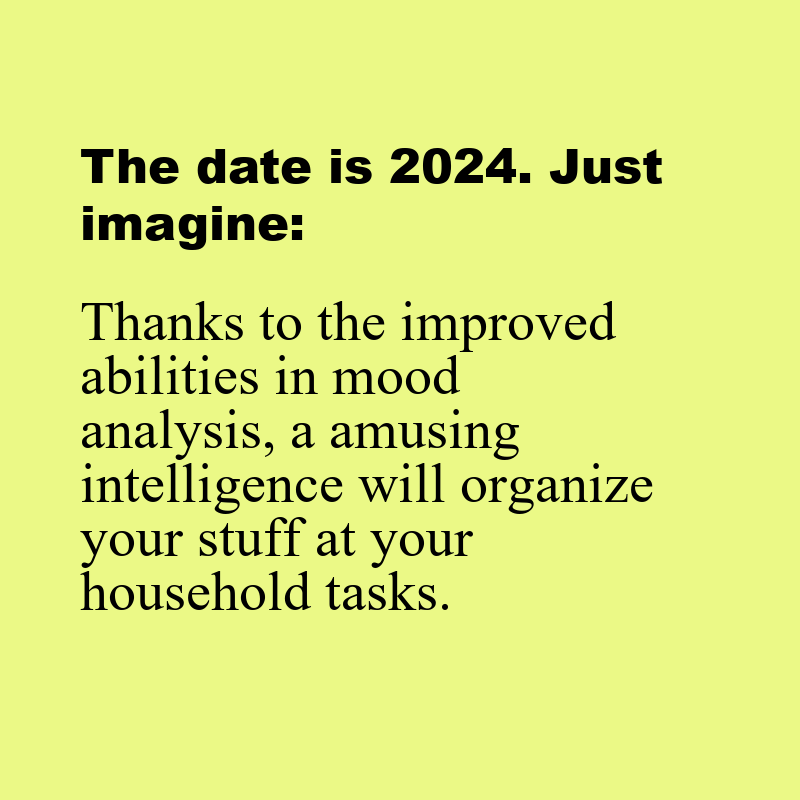 The date is 2024. Just
imagine:
Thanks to the improved
abilities in mood
analysis, a amusing
intelligence will organize
your stuff at your
household tasks.